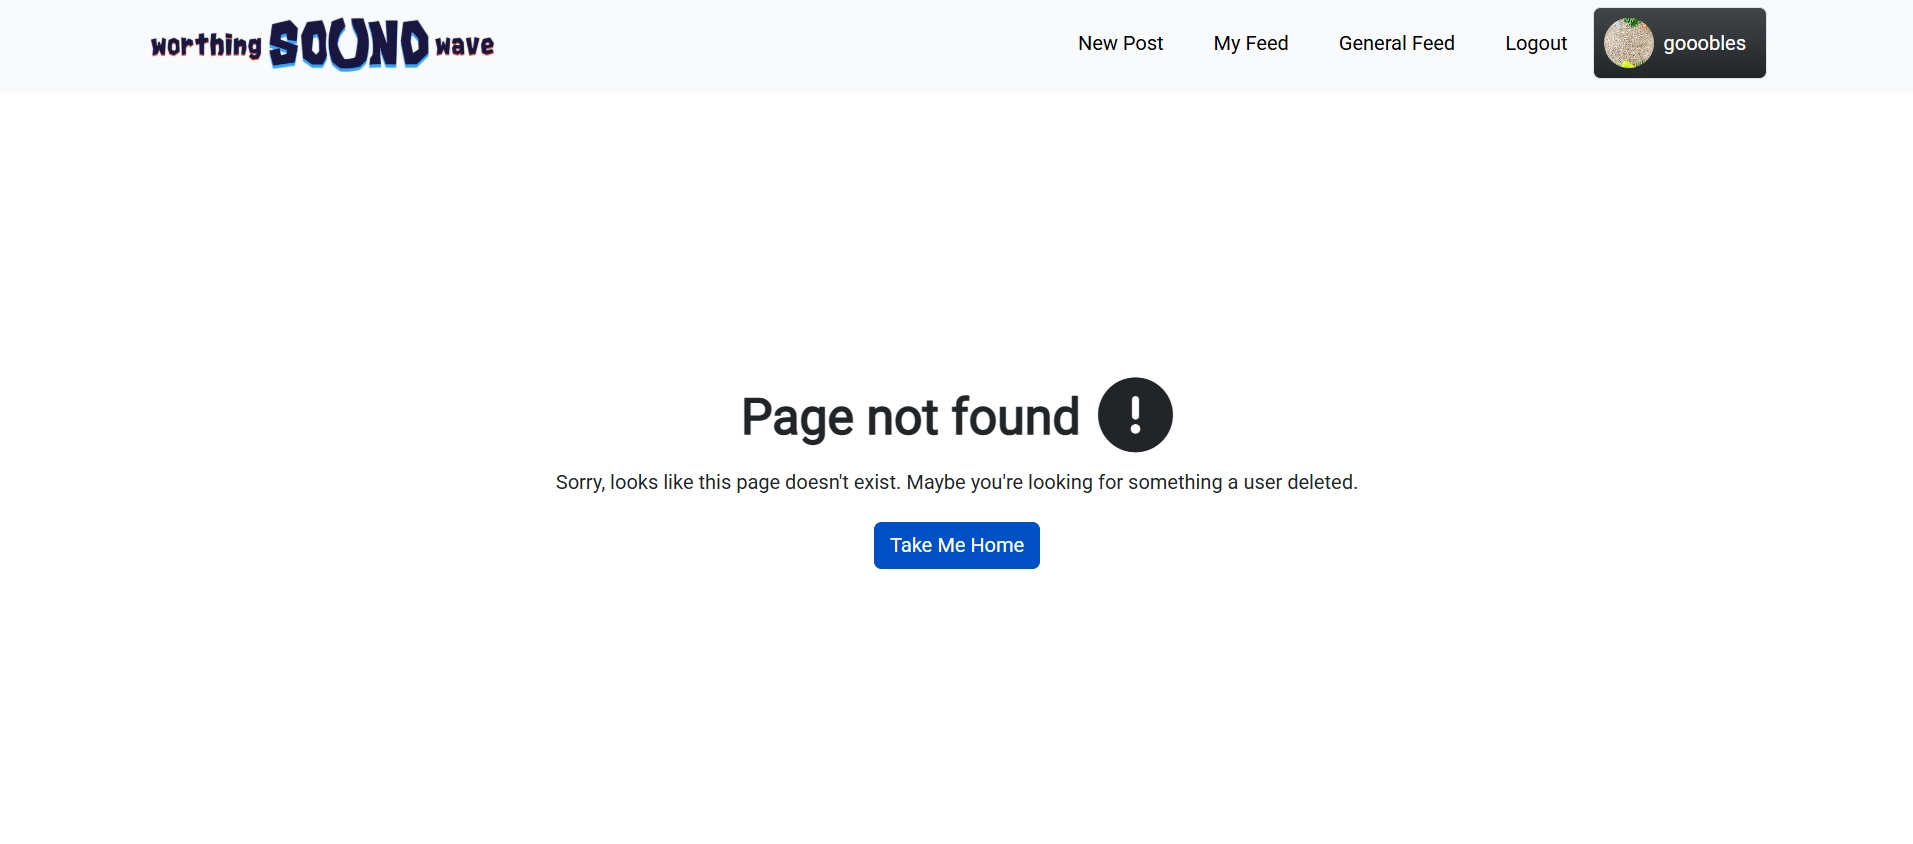 worthing SOUND wave
New Post
My Feed
General Feed
Logout
gooobles
Page not found !
Sorry, looks like this page doesn't exist. Maybe you're looking for something a user deleted.
Take Me Home